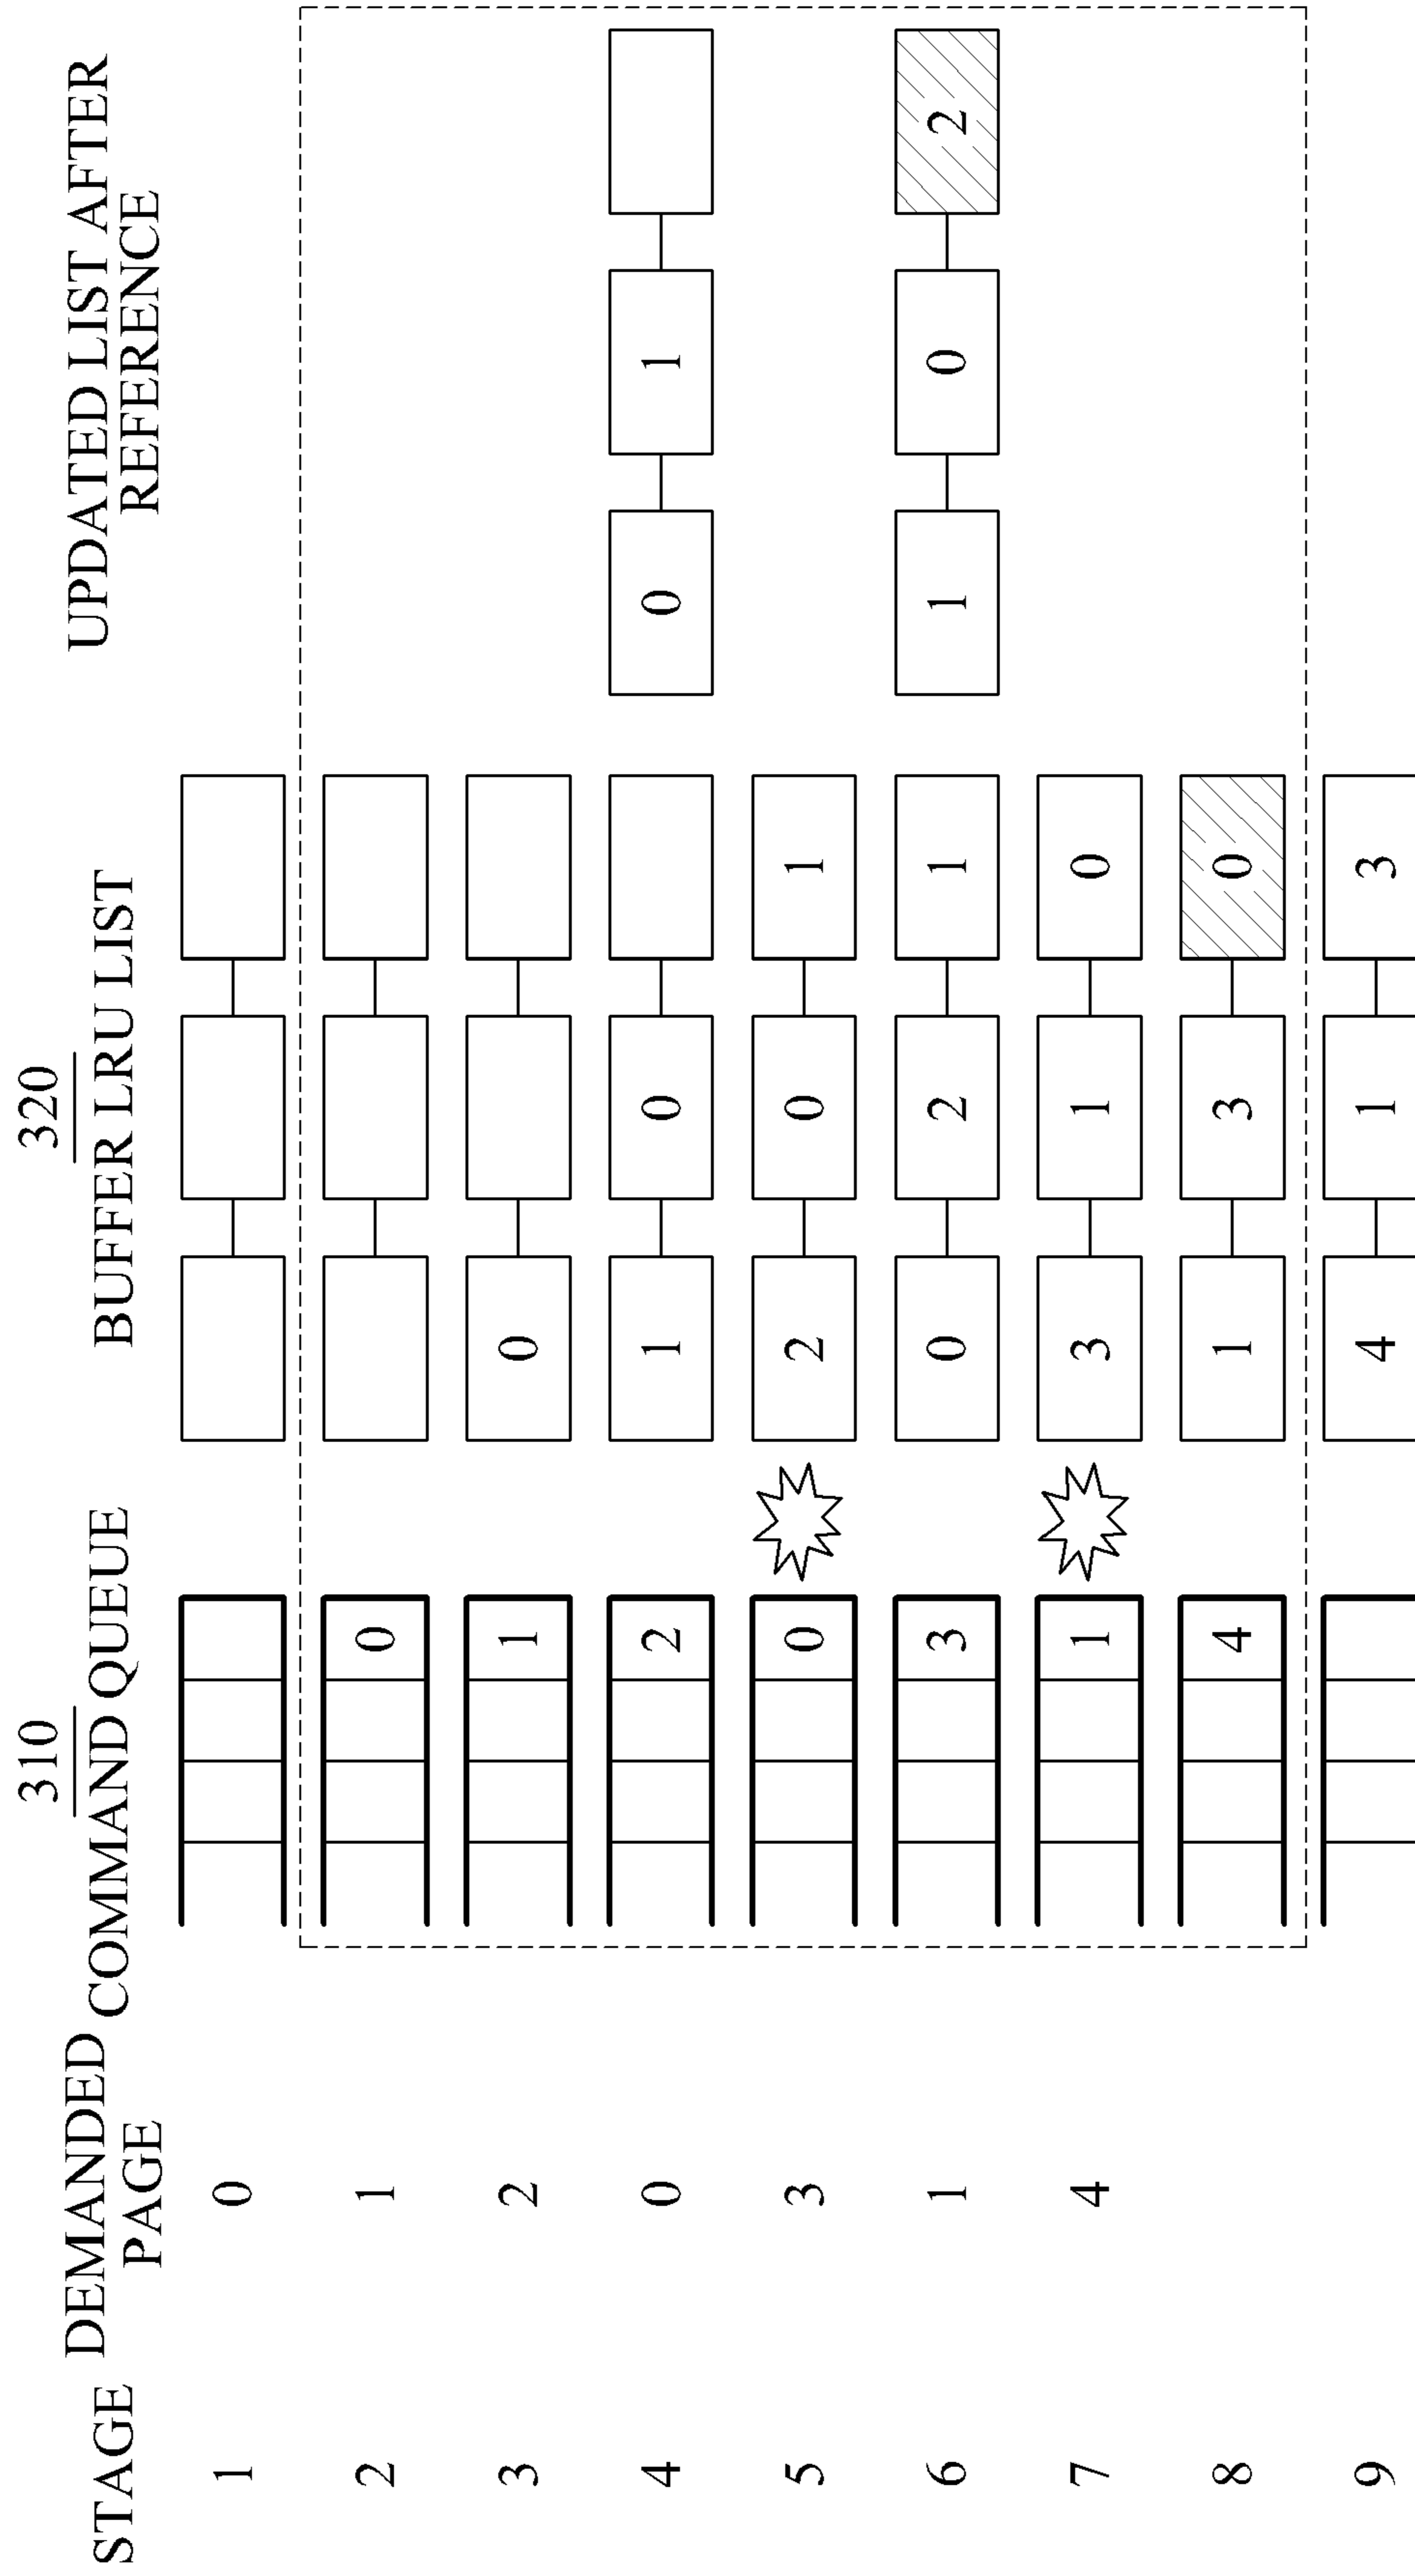 310 320
DEMANDED UPDATED LIST AFTER
STAGE COMMAND QUEUE BUFFER LRU LIST
PAGE REFERENCE
1 0
2 1 0
3 2 1 0
4 0 2 1 0 0 1
5 3 0 2 0 1
6 1 3 0 2 1 1 0 2
7 4 1 3 1 0
8 4 1 3 0
9 4 1 3